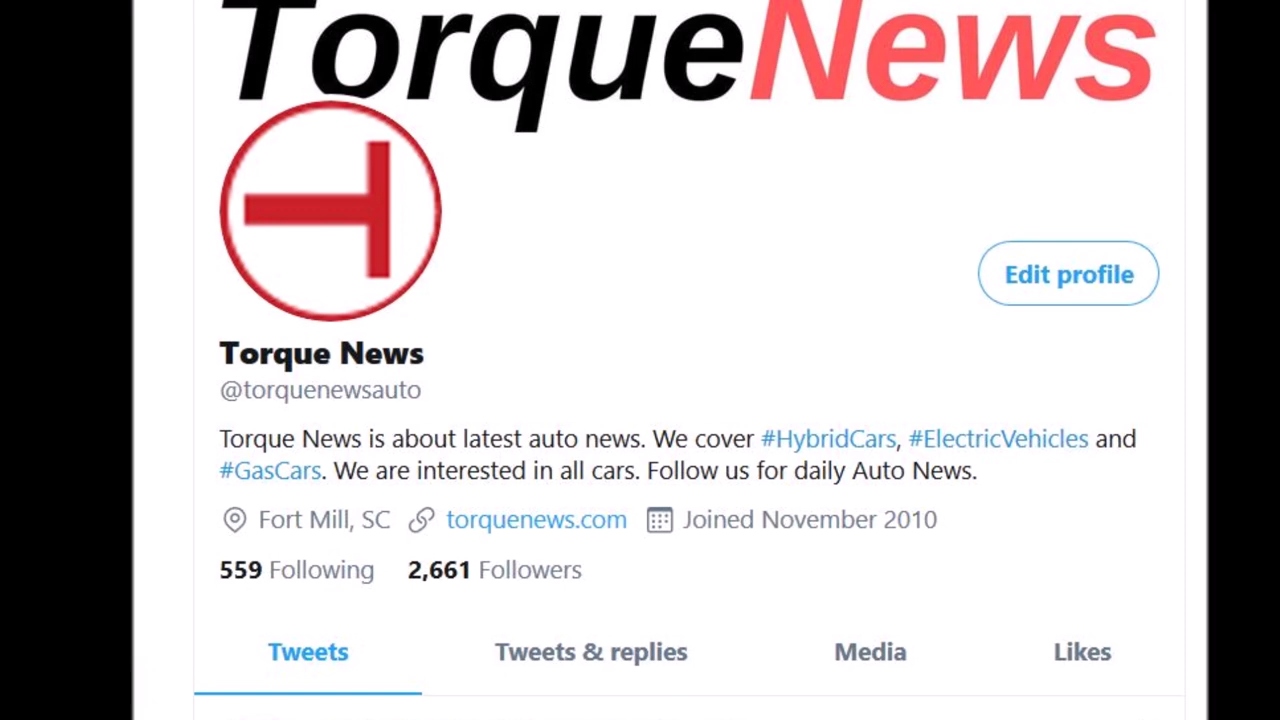 TorqueNews
T
Edit profile
Torque News
@torquenewsauto
Torque News is about latest auto news. We cover #HybridCars, #ElectricVehicles and
#GasCars. We are interested in all cars. Follow us for daily Auto News.
Fort Mill, SC torquenews.com Joined November 2010
559 Following 2,661 Followers
Tweets Tweets & replies Media Likes